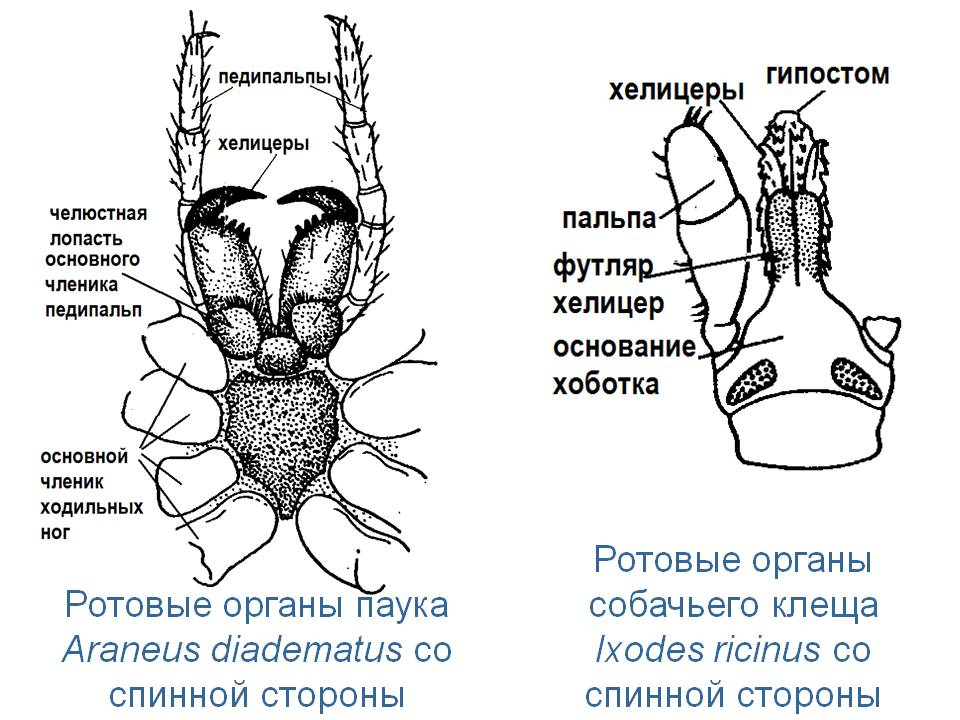 педипальпы
хелицеры
челюстная
лопасть
основного
членика
педипальп
основной
членик
ходильных
ног
Ротовые органы паука
Araneus diadematus со
спинной стороны
гипостом
хелицеры
пальпа
футляр
хелицер
основание
хоботка
Ротовые органы
собачьего клеща
Ixodes ricinus со
спинной стороны